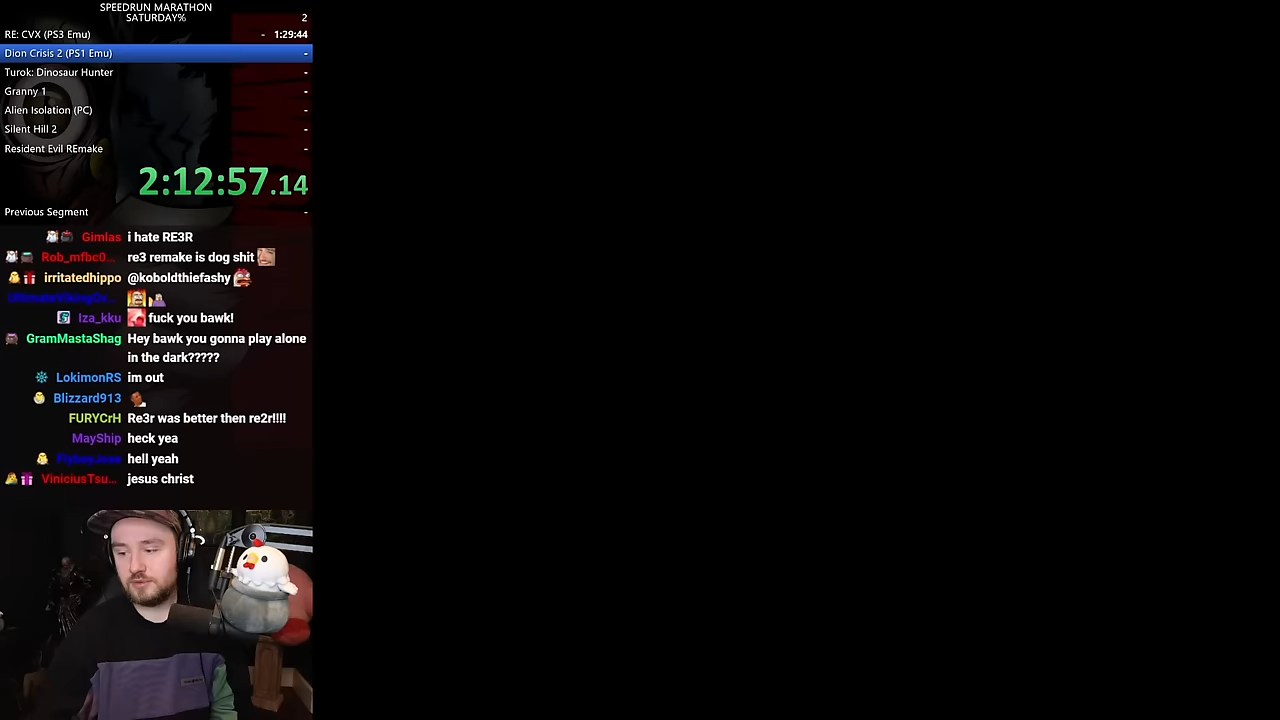 SPEEDRUN MARATHON
SATURDAY%
2
RE: CVX (PS3 Emu) - 1:29:44
Dion Crisis 2 (PS1 Emu) -
Turok: Dinosaur Hunter -
Granny 1 -
Alien Isolation (PC) -
Silent Hill 2 -
Resident Evil REmake -
2:12:57.14
Previous Segment -
Gimlas i hate RE3R
Rob_mfbc0... re3 remake is dog shit
irritatedhippo @koboldthiefashy
Iza_kku fuck you bawk!
GramMastaShag Hey bawk you gonna play alone
in the dark?????
LokimonRS im out
Blizzard913
FURYCrH Re3r was better then re2r!!!!
MayShip heck yea
hell yeah
ViniciusTsu... jesus christ